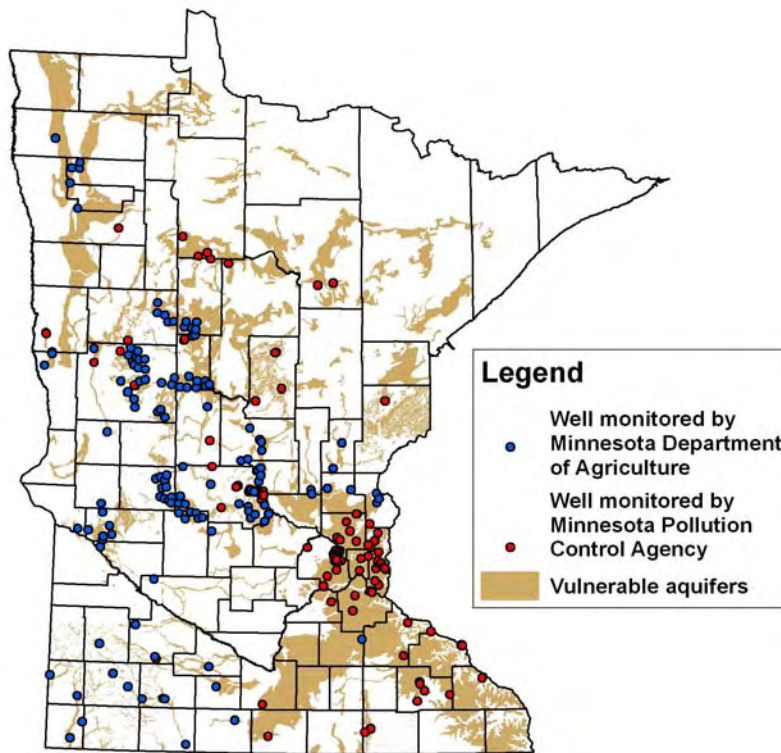 Legend
Well monitored by
Minnesota Department
of Agriculture
Well monitored by
Minnesota Pollution
Control Agency
Vulnerable aquifers